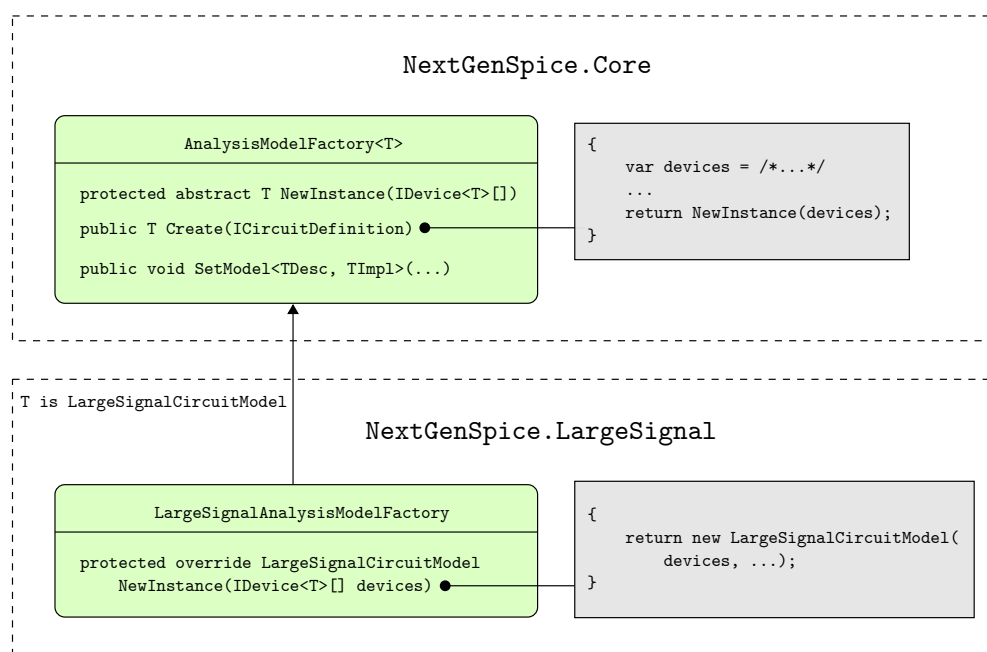 NextGenSpice.Core
AnalysisModelFactory<T>
protected abstract T NewInstance(IDevice<T>[])
public T Create(ICircuitDefinition)
public void SetModel<TDesc, TImpl>(...)
{
var devices = /*...*/
...
return NewInstance(devices);
}
T is LargeSignalCircuitModel
NextGenSpice.LargeSignal
LargeSignalAnalysisModelFactory
protected override LargeSignalCircuitModel
NewInstance(IDevice<T>[] devices)
{
return new LargeSignalCircuitModel(
devices, ...);
}